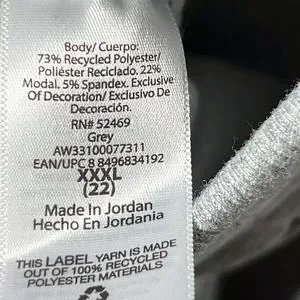 Body/ Cuerpo:
73% Recycled Polyester/
Poliéster Reciclado. 22%
Modal. 5% Spandex. Exclusive
Of Decoration/ Exclusivo De
Decoración.
RN# 52469
Grey
AW33100077311
EAN/UPC 8 8496834192
XXXL
(22)
Made In Jordan
Hecho En Jordania
THIS LABEL YARN IS MADE
OUT OF 100% RECYCLED
POLYESTER MATERIALS